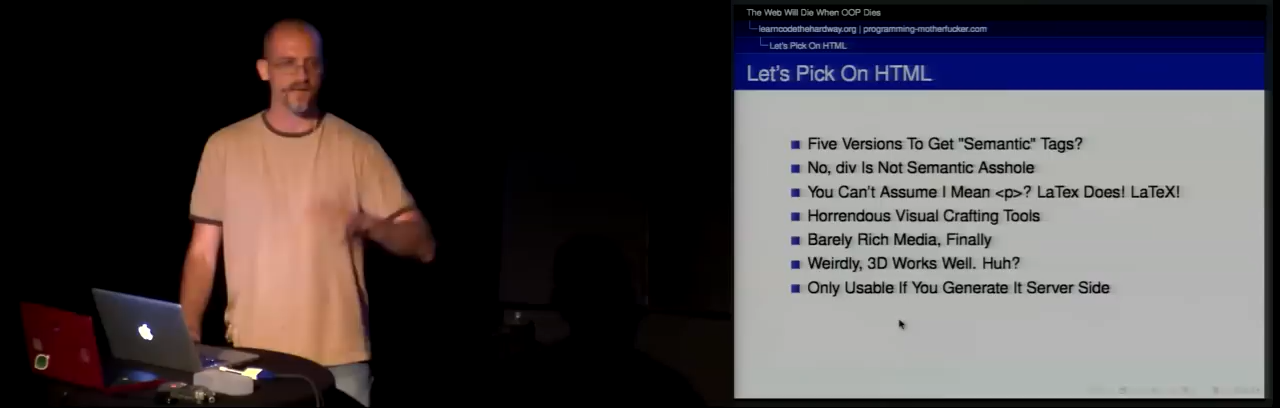 The Web Will Die When OOP Dies
learncodethehardway.org | programming-motherfucker.com
Let's Pick On HTML
Let's Pick On HTML
Five Versions To Get "Semantic" Tags?
No, div Is Not Semantic Asshole
You Can't Assume I Mean <p>? LaTex Does! LaTeX!
Horrendous Visual Crafting Tools
Barely Rich Media, Finally
Weirdly, 3D Works Well. Huh?
Only Usable If You Generate It Server Side